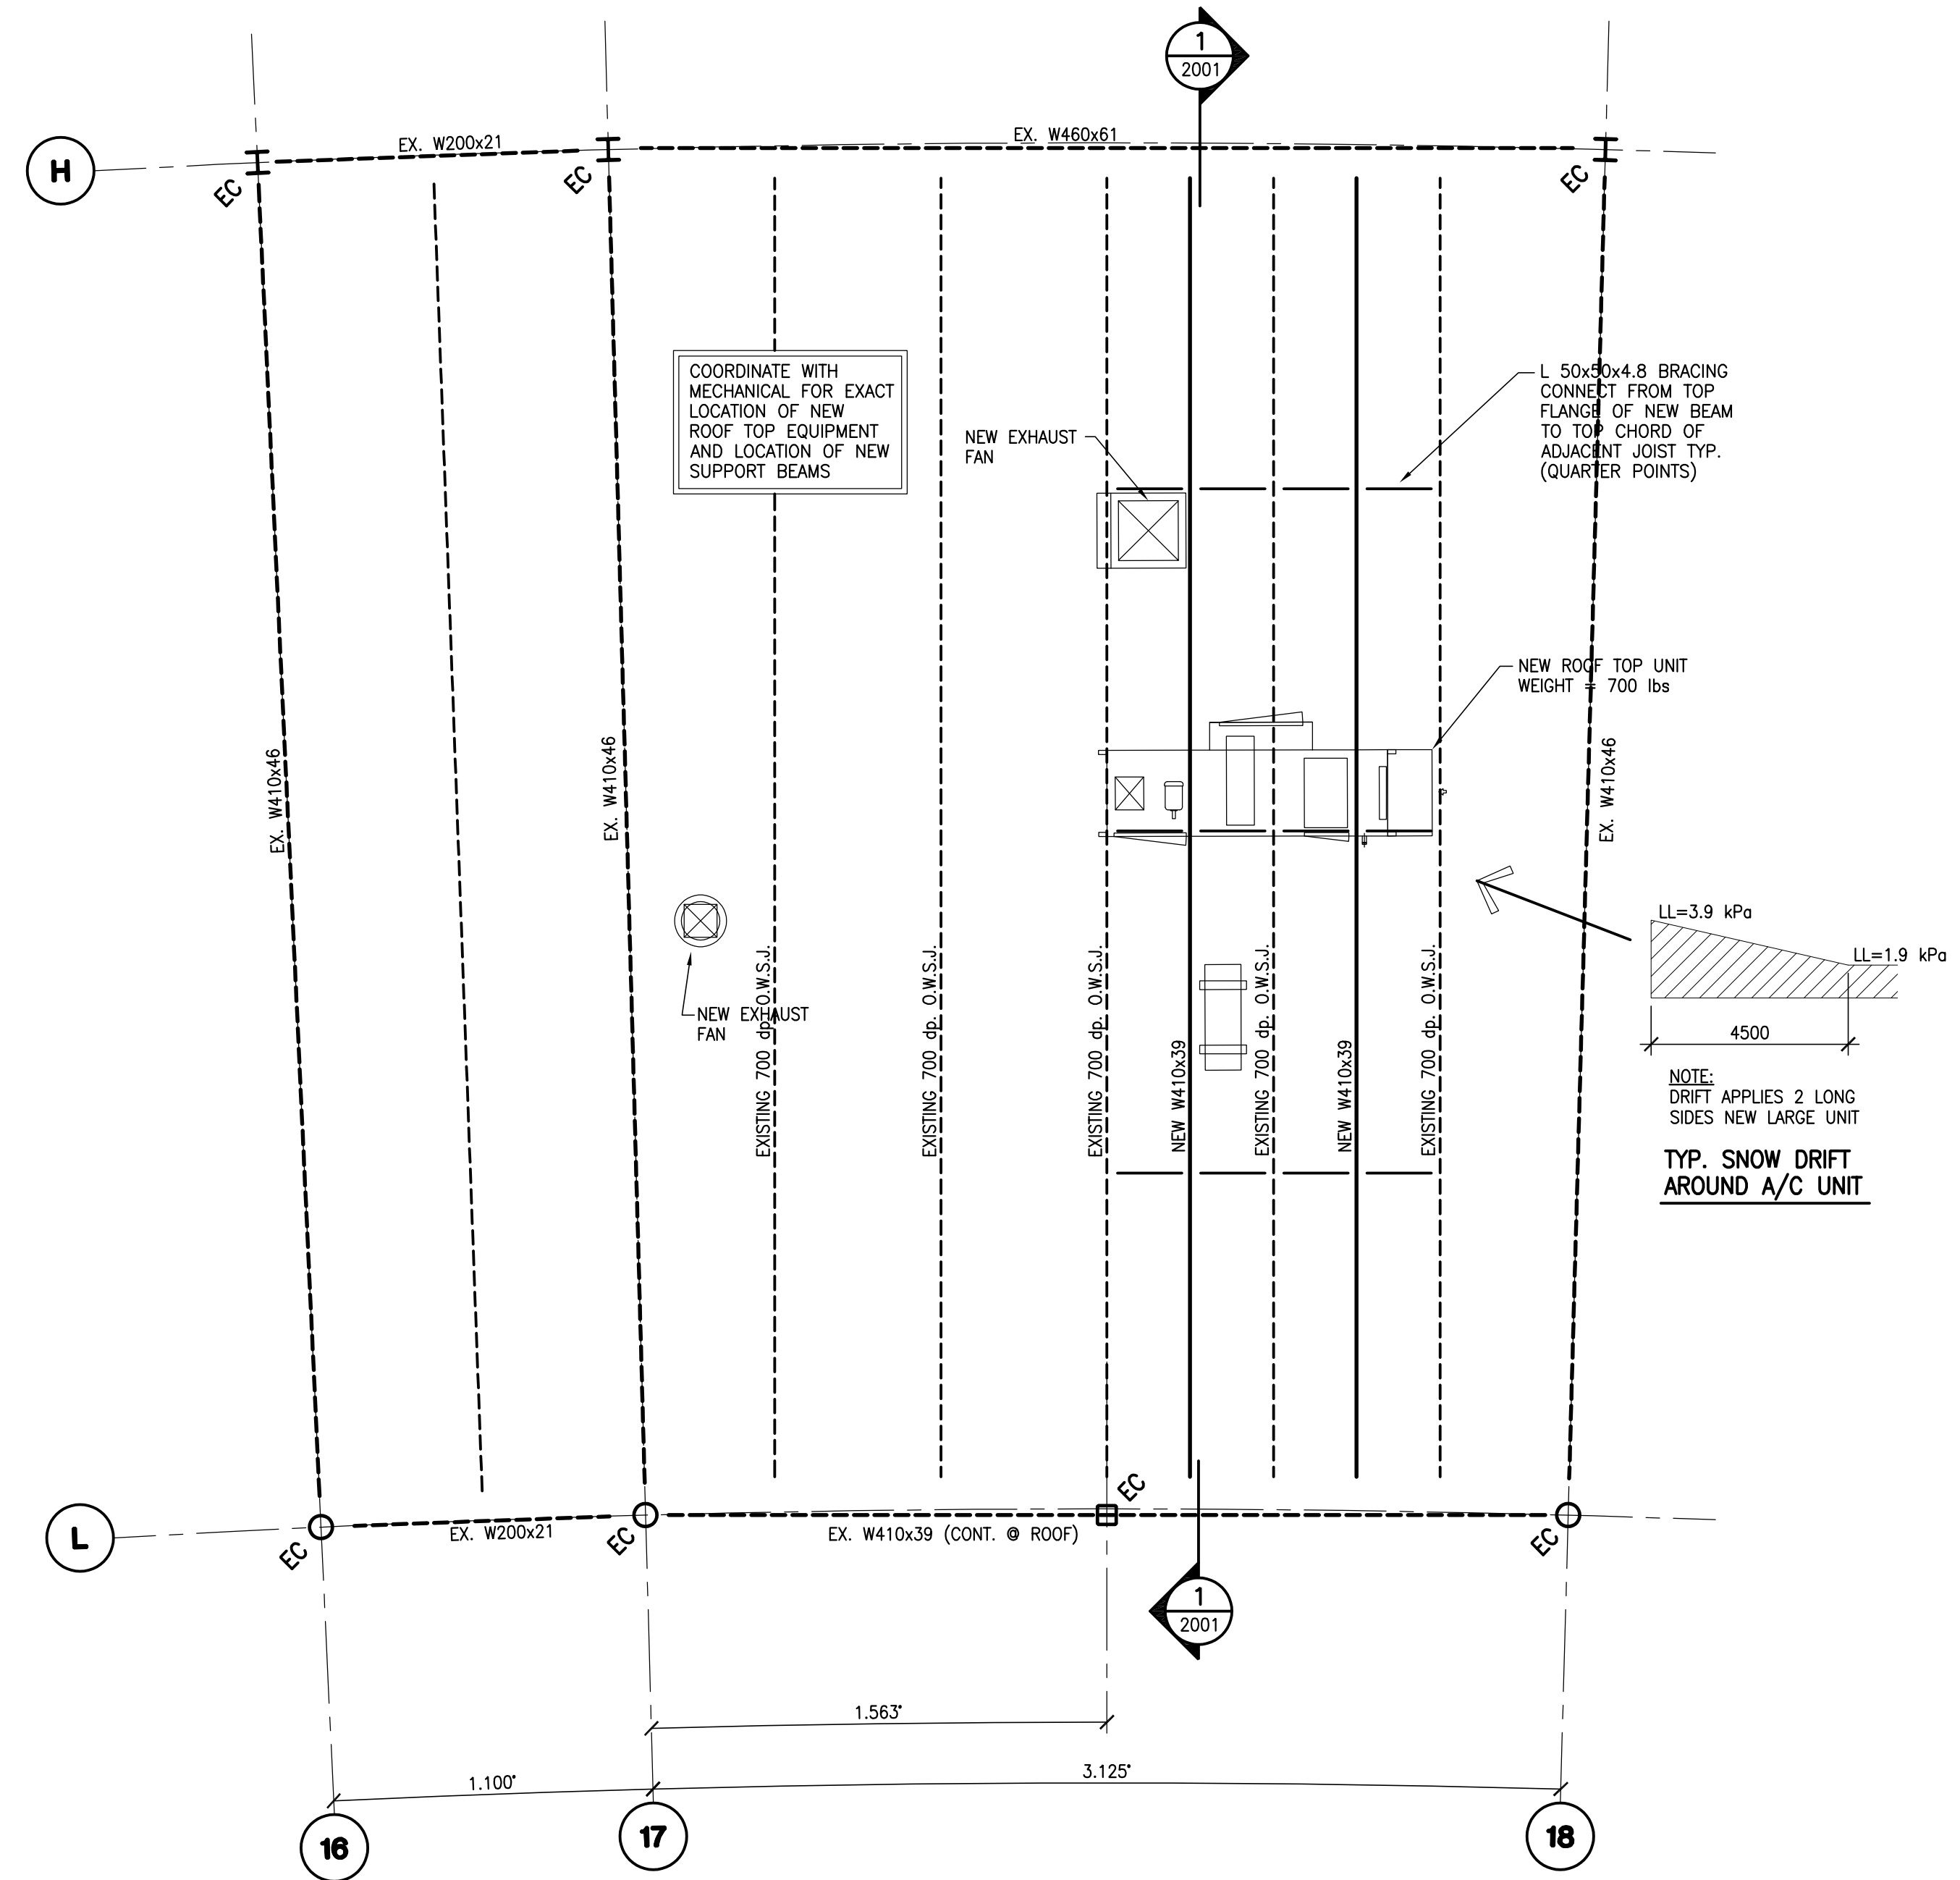 1
2001
H
EX. W200x21
EX. W460x61
EC
EC
EC
COORDINATE WITH
MECHANICAL FOR EXACT
LOCATION OF NEW
ROOF TOP EQUIPMENT
AND LOCATION OF NEW
SUPPORT BEAMS
NEW EXHAUST
FAN
L 50x50x4.8 BRACING
CONNECT FROM TOP
FLANGE OF NEW BEAM
TO TOP CHORD OF
ADJACENT JOIST TYP.
(QUARTER POINTS)
NEW ROOF TOP UNIT
WEIGHT = 700 lbs
EX. W410x46
EX. W410x46
EX. W410x46
LL=3.9 kPa
LL=1.9 kPa
4500
NOTE:
DRIFT APPLIES 2 LONG
SIDES NEW LARGE UNIT
TYP. SNOW DRIFT
AROUND A/C UNIT
NEW EXHAUST
FAN
EXISTING 700 dp. O.W.S.J.
EXISTING 700 dp. O.W.S.J.
EXISTING 700 dp. O.W.S.J.
NEW W410x39
EXISTING 700 dp. O.W.S.J.
NEW W410x39
EXISTING 700 dp. O.W.S.J.
L
EC
EX. W200x21
EC
EX. W410x39 (CONT. @ ROOF)
EC
EC
1
2001
1.563°
1.100°
3.125°
16
17
18